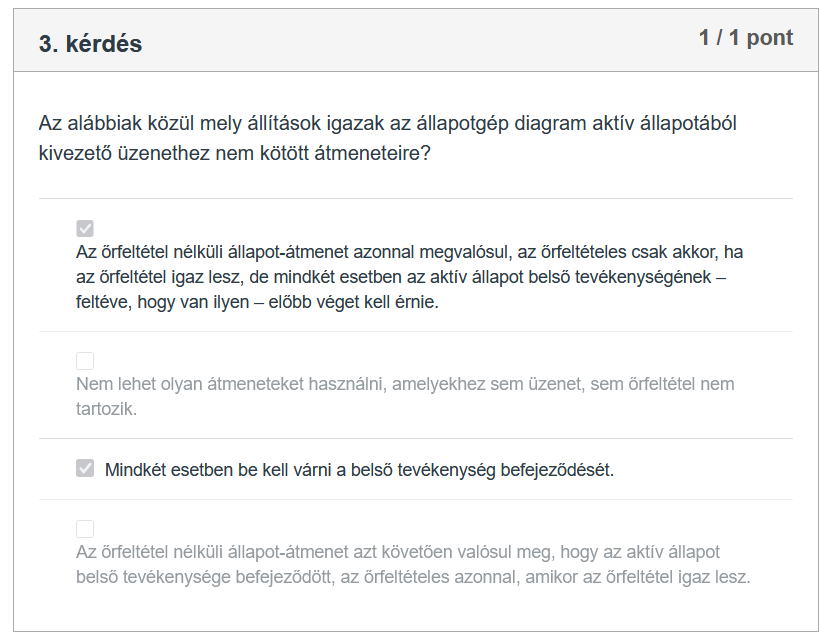 3. kérdés
1 / 1 pont
Az alábbiak közül mely állítások igazak az állapotgép diagram aktív állapotából
kivezető üzenethez nem kötött átmeneteire?
Az őrfeltétel nélküli állapot-átmenet azonnal megvalósul, az őrfeltételes csak akkor, ha
az őrfeltétel igaz lesz, de mindkét esetben az aktív állapot belső tevékenységének –
feltéve, hogy van ilyen – előbb véget kell érnie.
Nem lehet olyan átmeneteket használni, amelyekhez sem üzenet, sem őrfeltétel nem
tartozik.
Mindkét esetben be kell várni a belső tevékenység befejeződését.
Az őrfeltétel nélküli állapot-átmenet azt követően valósul meg, hogy az aktív állapot
belső tevékenysége befejeződött, az őrfeltételes azonnal, amikor az őrfeltétel igaz lesz.